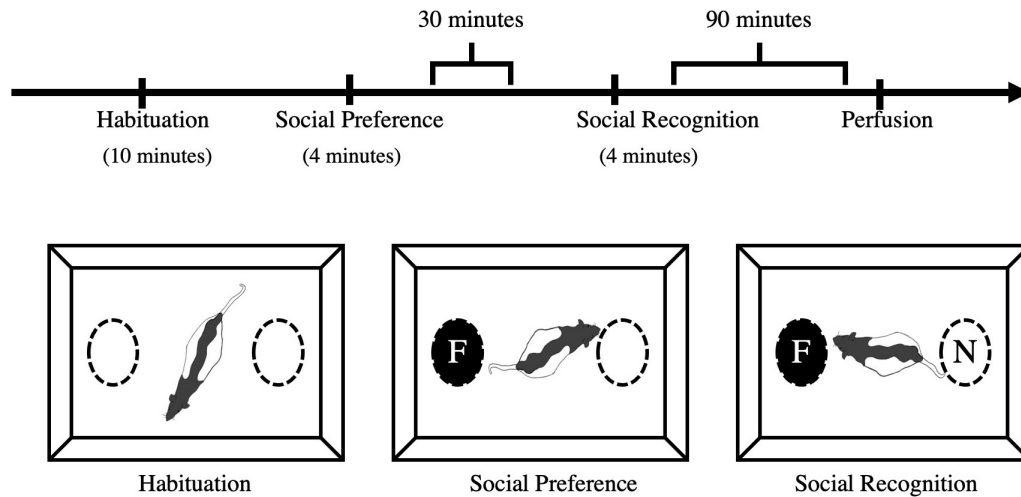 30 minutes 90 minutes
Habituation Social Preference Social Recognition Perfusion
(10 minutes) (4 minutes) (4 minutes)
F F N
Habituation Social Preference Social Recognition